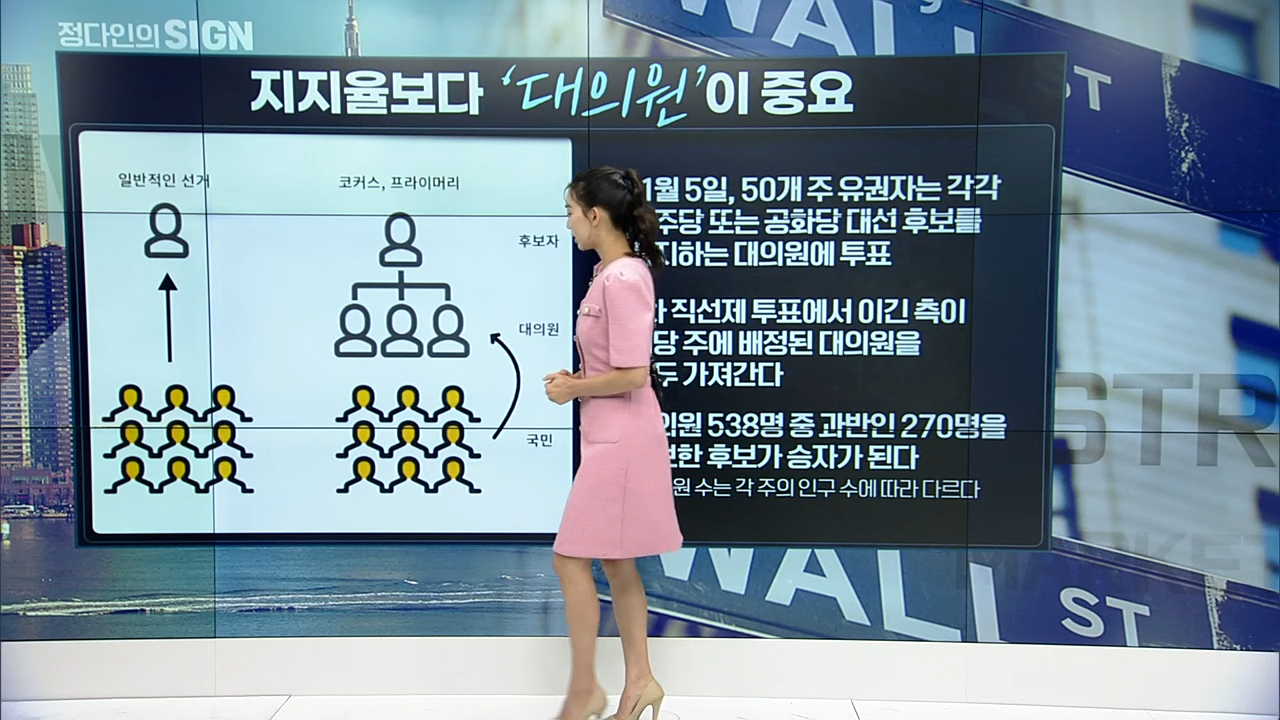 정다인의 SIGN
WALL
ST
지지율보다 '대의원'이 중요
일반적인 선거
코커스, 프라이머리
후보자
대의원
국민
1월 5일, 50개 주 유권자는 각각
주당 또는 공화당 대선 후보를
지하는 대의원에 투표
직선제 투표에서 이긴 측이
당 주에 배정된 대의원을
두 가져간다
의원 538명 중 과반인 270명을
보한 후보가 승자가 된다
원 수는 각 주의 인구 수에 따라 다르다
STR
MARKET
WALL
ST